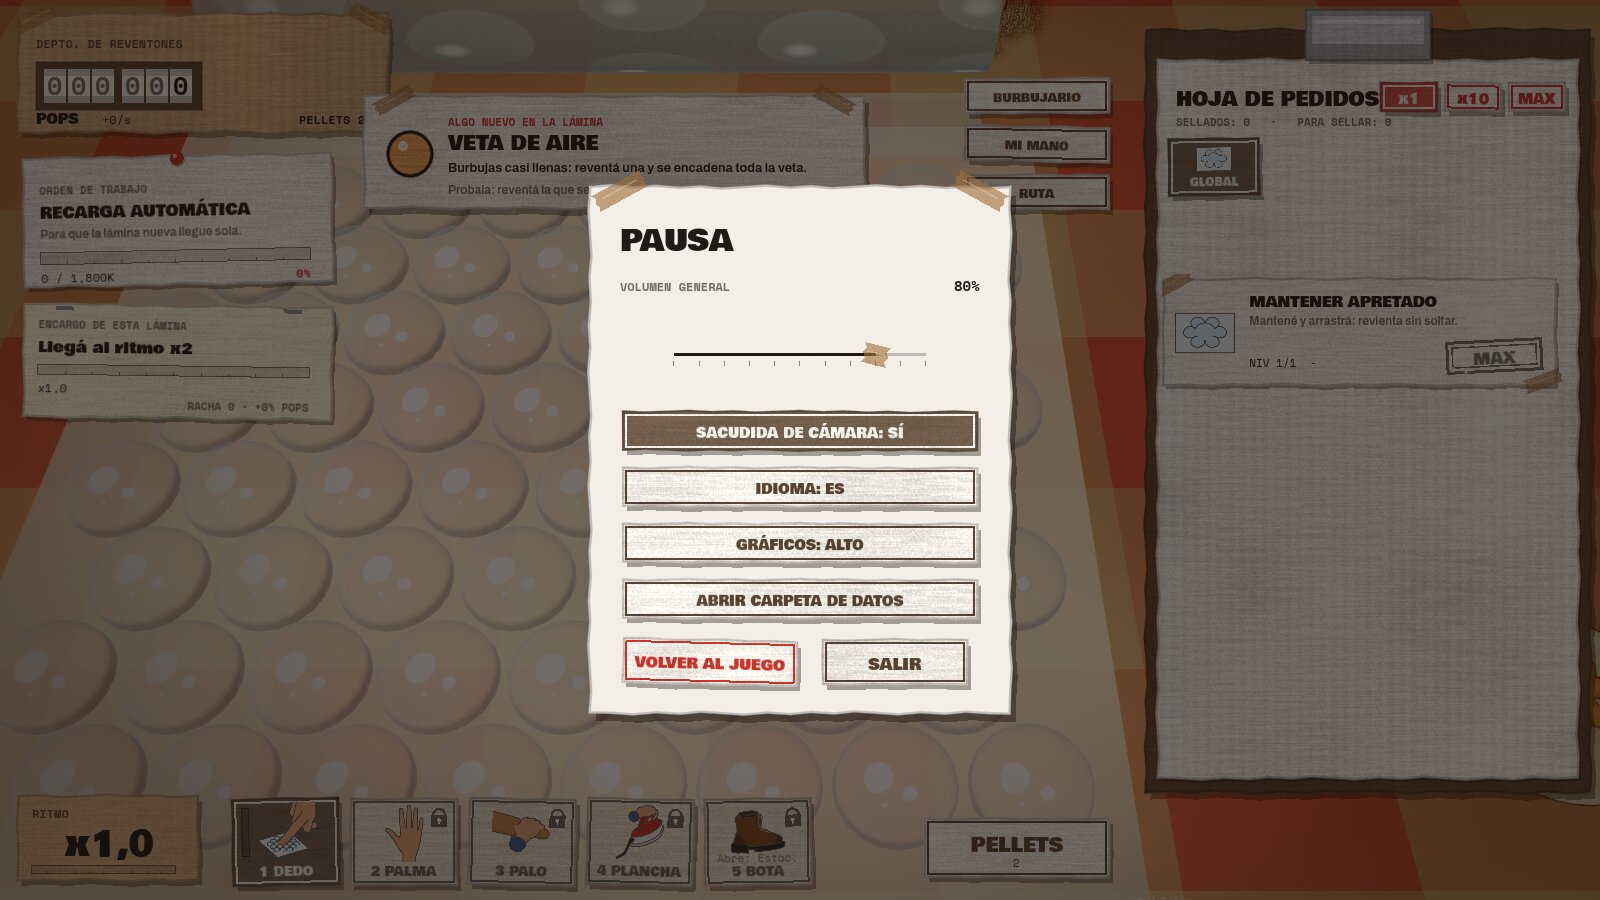 DEPTO. DE REVENTONES
000 000
POPS +0/s PELLETS 2
ORDEN DE TRABAJO
RECARGA AUTOMÁTICA
Para que la lámina nueva llegue sola.
0 / 1.800K 0%
ENCARGO DE ESTA LÁMINA
Llegá al ritmo x2
x1.0
RACHA 0 · +0% POPS
ALGO NUEVO EN LA LÁMINA
VETA DE AIRE
Burbujas casi llenas: reventá una y se encadena toda la veta.
Probala: reventá la que se
BURBUJARIO
MI MANO
RUTA
PAUSA
VOLUMEN GENERAL 80%
SACUDIDA DE CÁMARA: SÍ
IDIOMA: ES
GRÁFICOS: ALTO
ABRIR CARPETA DE DATOS
VOLVER AL JUEGO
SALIR
HOJA DE PEDIDOS
x1 x10 MAX
SELLADOS: 0 · PARA SELLAR: 0
GLOBAL
MANTENER APRETADO
Mantené y arrastrá: revienta sin soltar.
NIV 1/1 -
MAX
RITMO
x1,0
1 DEDO
2 PALMA
3 PALO
4 PLANCHA
Abre: Estac.
5 BOTA
PELLETS
2